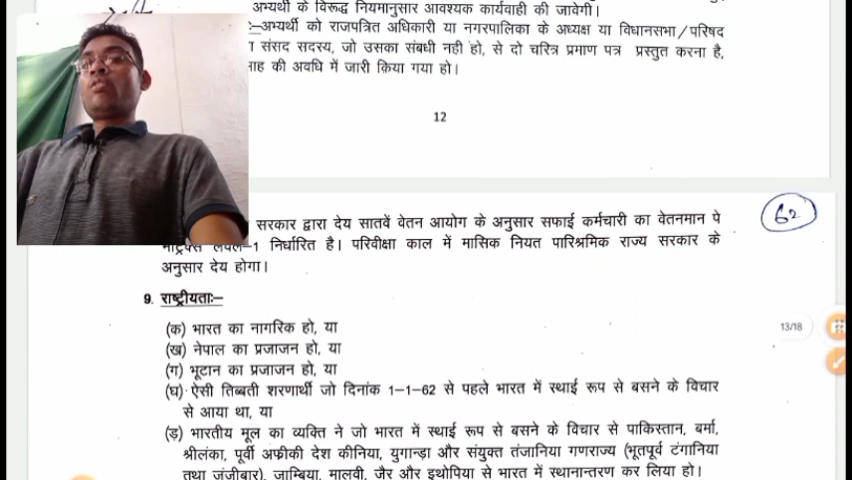 अभ्यर्थी के विरूद्ध नियमानुसार आवश्यक कार्यवाही की जावेगी।
:–अभ्यर्थी को राजपत्रित अधिकारी या नगरपालिका के अध्यक्ष या विधानसभा/परिषद
संसद सदस्य, जो उसका संबधी नही हो, से दो चरित्र प्रमाण पत्र प्रस्तुत करना है,
माह की अवधि में जारी किया गया हो।
12
62
सरकार द्वारा देय सातवें वेतन आयोग के अनुसार सफाई कर्मचारी का वेतनमान पे
मैट्रिक्स लेवल–1 निर्धारित है। परिवीक्षा काल में मासिक नियत पारिश्रमिक राज्य सरकार के
अनुसार देय होगा।
9. राष्ट्रीयताः–
(क) भारत का नागरिक हो, या
13/18
(ख) नेपाल का प्रजाजन हो, या
(ग) भूटान का प्रजाजन हो, या
(घ) ऐसी तिब्बती शरणार्थी जो दिनांक 1–1–62 से पहले भारत में स्थाई रूप से बसने के विचार
से आया था, या
(ड़) भारतीय मूल का व्यक्ति ने जो भारत में स्थाई रूप से बसने के विचार से पाकिस्तान, बर्मा,
श्रीलंका, पूर्वी अफ्रीकी देश कीनिया, युगान्ड़ा और संयुक्त तंजानिया गणराज्य (भूतपूर्व टंगानिया
तथा जंजीबार), जाम्बिया, मालवी, जैर और इथोपिया से भारत में स्थानान्तरण कर लिया हो।